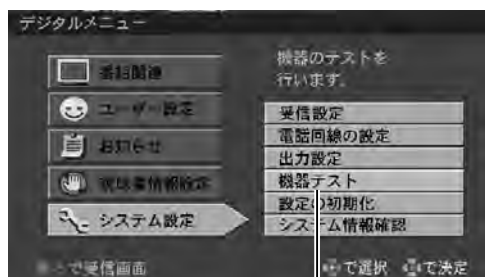 デジタルメニュー
番組関連
ユーザー設定
お知らせ
視聴者情報設定
システム設定
機器のテストを
行います。
受信設定
電話回線の設定
出力設定
機器テスト
設定の初期化
システム情報確認
で受信画面
で選択
で決定